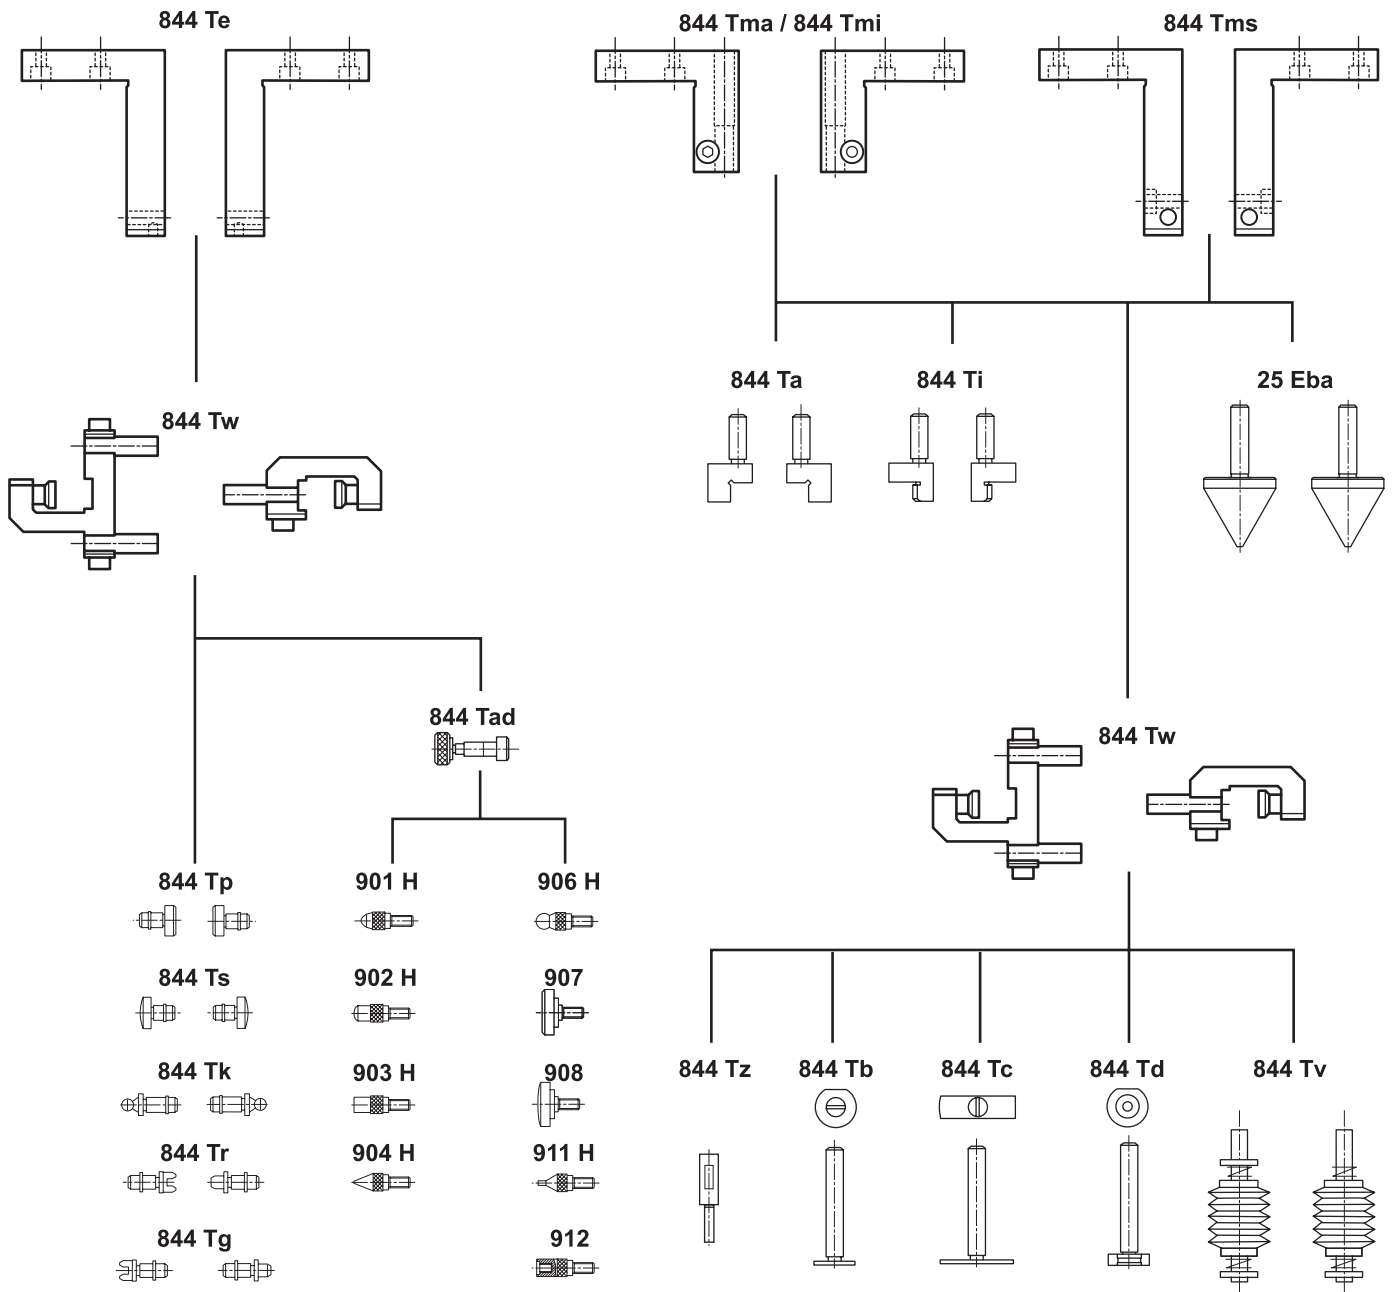 844 Te
844 Tma / 844 Tmi
844 Tms
844 Ta
844 Ti
25 Eba
844 Tw
844 Tad
844 Tw
844 Tp
901 H
906 H
844 Ts
902 H
907
844 Tk
903 H
908
844 Tz
844 Tb
844 Tc
844 Td
844 Tv
844 Tr
904 H
911 H
844 Tg
912